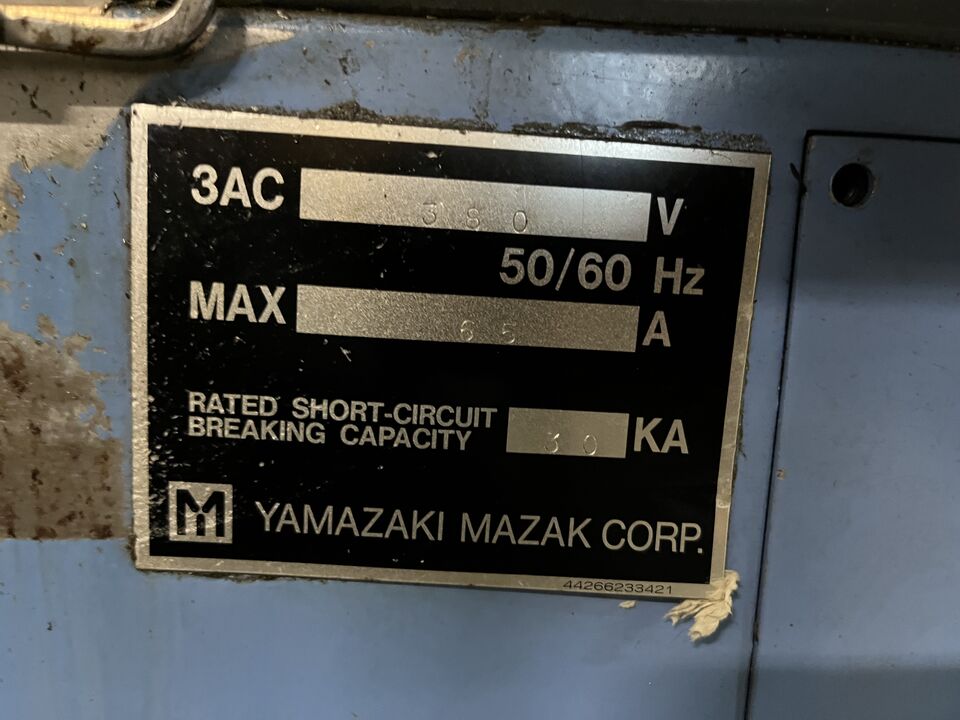 3AC 380 V
50/60 Hz
MAX 65 A
RATED SHORT-CIRCUIT
BREAKING CAPACITY 30 KA
M YAMAZAKI MAZAK CORP.
44266233421